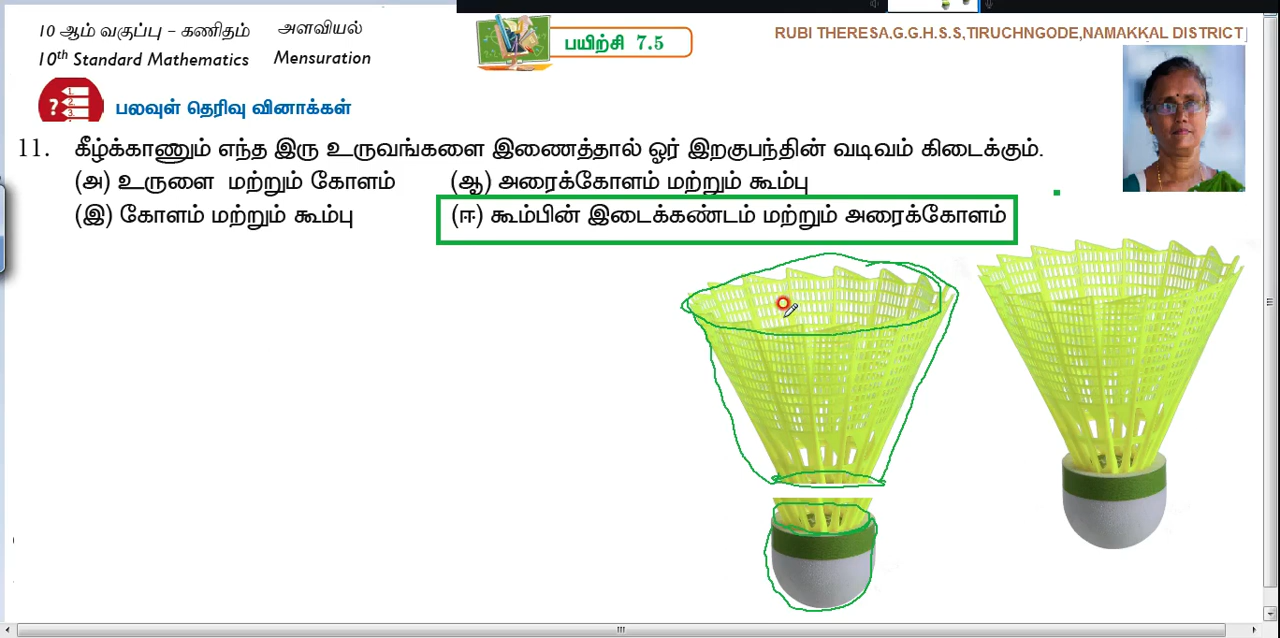 10 ஆம் வகுப்பு – கணிதம் அளவியல்
10th Standard Mathematics Mensuration
பயிற்சி 7.5
RUBI THERESA,G.G.H.S.S,TIRUCHNGODE,NAMAKKAL DISTRICT
பலவுள் தெரிவு வினாக்கள்
11. கீழ்க்காணும் எந்த இரு உருவங்களை இணைத்தால் ஓர் இறகுபந்தின் வடிவம் கிடைக்கும்.
(அ) உருளை மற்றும் கோளம் (ஆ) அரைக்கோளம் மற்றும் கூம்பு
(இ) கோளம் மற்றும் கூம்பு (ஈ) கூம்பின் இடைக்கண்டம் மற்றும் அரைக்கோளம்